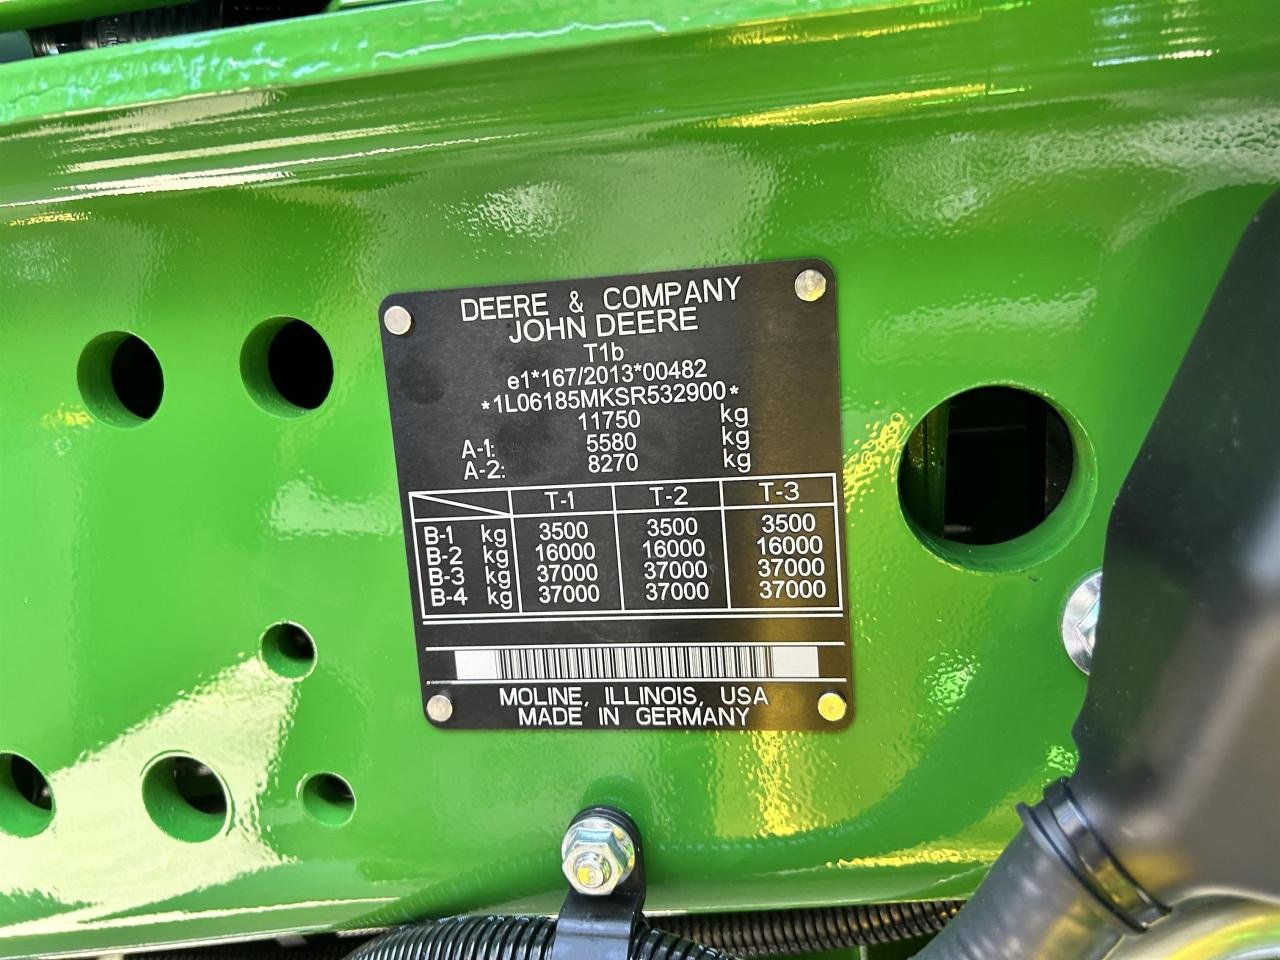 DEERE & COMPANY
JOHN DEERE
T1b
e1*167/2013*00482
*1L06185MKSR532900*
11750 kg
A-1: 5580 kg
A-2: 8270 kg
T-1 T-2 T-3
B-1 kg 3500 3500 3500
B-2 kg 16000 16000 16000
B-3 kg 37000 37000 37000
B-4 kg 37000 37000 37000
MOLINE, ILLINOIS, USA
MADE IN GERMANY